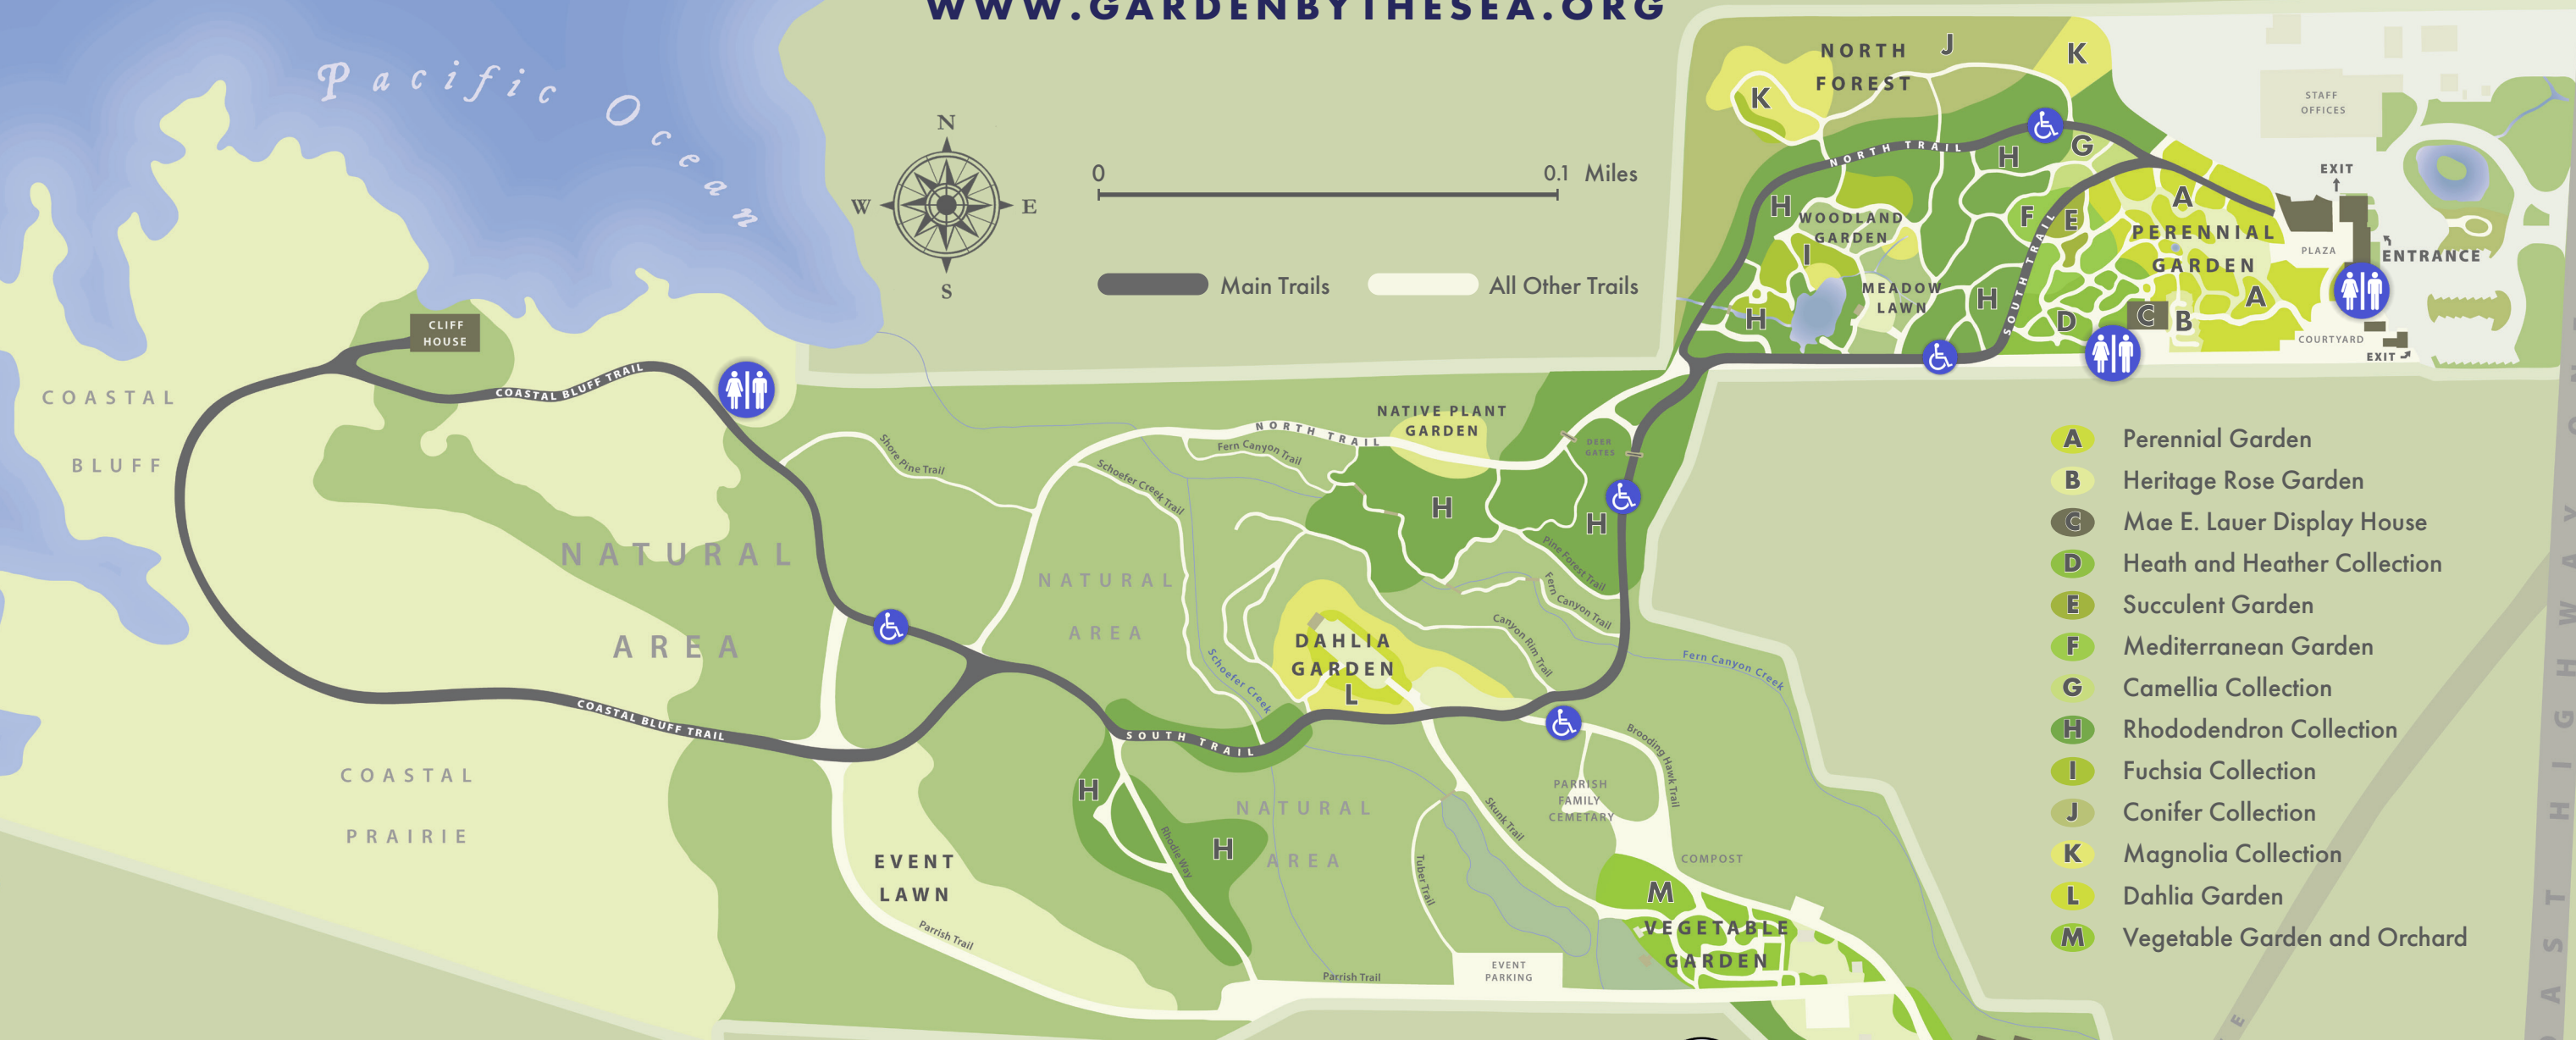 WWW.GARDENBYTHESEA.ORG
Pacific Ocean
N
W
E
S
0
0.1 Miles
Main Trails
All Other Trails
NORTH
FOREST
J
K
K
STAFF
OFFICES
NORTH TRAIL
H
G
EXIT
H
WOODLAND
GARDEN
I
F
E
A
PERENNIAL
GARDEN
PLAZA
ENTRANCE
MEADOW
LAWN
H
H
SOUTH TRAIL
D
C
B
A
COURTYARD
EXIT
CLIFF
HOUSE
COASTAL BLUFF TRAIL
COASTAL
BLUFF
NATURAL
AREA
COASTAL BLUFF TRAIL
COASTAL
PRAIRIE
Shore Pine Trail
NORTH TRAIL
NATIVE PLANT
GARDEN
DEER
GATES
Fern Canyon Trail
Schoefer Creek Trail
H
H
Pine Forest Trail
Fern Canyon Trail
NATURAL
AREA
Canyon Rim Trail
Fern Canyon Creek
Schoefer Creek
DAHLIA
GARDEN
L
SOUTH TRAIL
H
H
Rhodie Way
NATURAL
AREA
Brooding Hawk Trail
PARRISH
FAMILY
CEMETARY
Skunk Trail
Tuber Trail
COMPOST
M
VEGETABLE
GARDEN
EVENT
LAWN
Parrish Trail
Parrish Trail
EVENT
PARKING
A Perennial Garden
B Heritage Rose Garden
C Mae E. Lauer Display House
D Heath and Heather Collection
E Succulent Garden
F Mediterranean Garden
G Camellia Collection
H Rhododendron Collection
I Fuchsia Collection
J Conifer Collection
K Magnolia Collection
L Dahlia Garden
M Vegetable Garden and Orchard
HIGHWAY